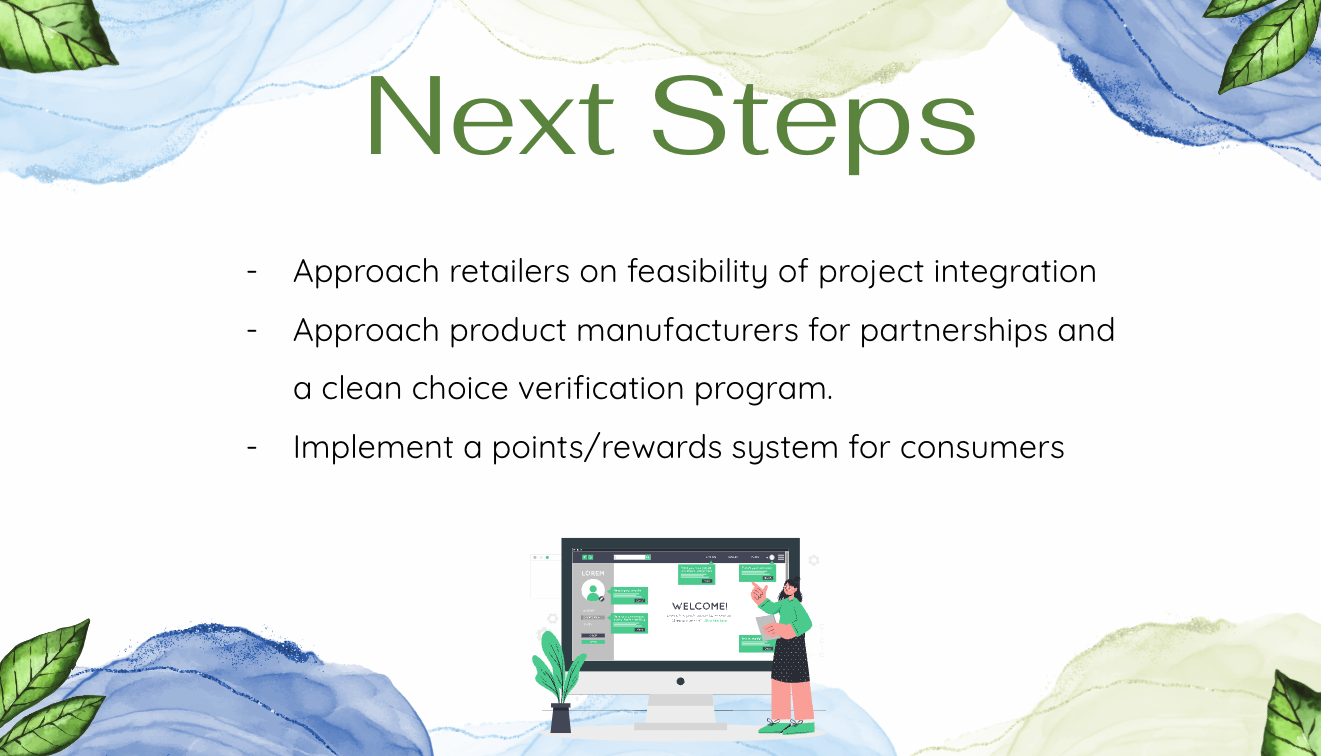 Next Steps
- Approach retailers on feasibility of project integration
- Approach product manufacturers for partnerships and
a clean choice verification program.
- Implement a points/rewards system for consumers
LOREM
WELCOME!